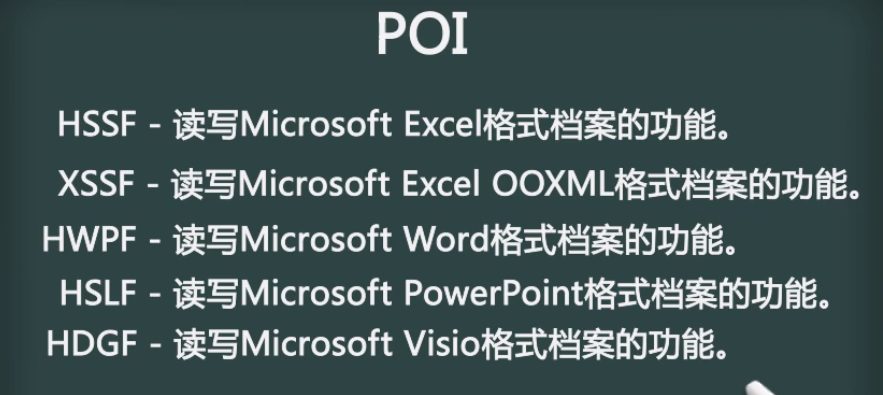 POI
HSSF - 读写Microsoft Excel格式档案的功能。
XSSF - 读写Microsoft Excel OOXML格式档案的功能。
HWPF - 读写Microsoft Word格式档案的功能。
HSLF - 读写Microsoft PowerPoint格式档案的功能。
HDGF - 读写Microsoft Visio格式档案的功能。